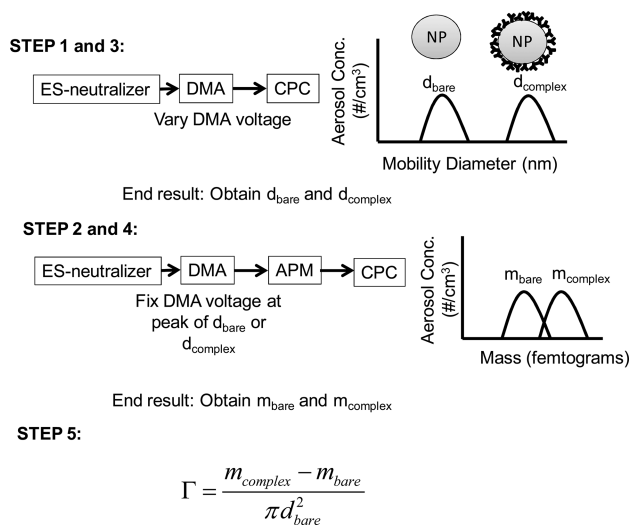 STEP 1 and 3:
ES-neutralizer
DMA
CPC
Vary DMA voltage
Aerosol Conc.
(#/cm³)
NP
NP
d_bare
d_complex
Mobility Diameter (nm)
End result: Obtain d_bare and d_complex
STEP 2 and 4:
ES-neutralizer
DMA
APM
CPC
Fix DMA voltage at
peak of d_bare or
d_complex
Aerosol Conc.
(#/cm³)
m_bare
m_complex
Mass (femtograms)
End result: Obtain m_bare and m_complex
STEP 5:
Γ = (m_complex − m_bare) / (πd²_bare)